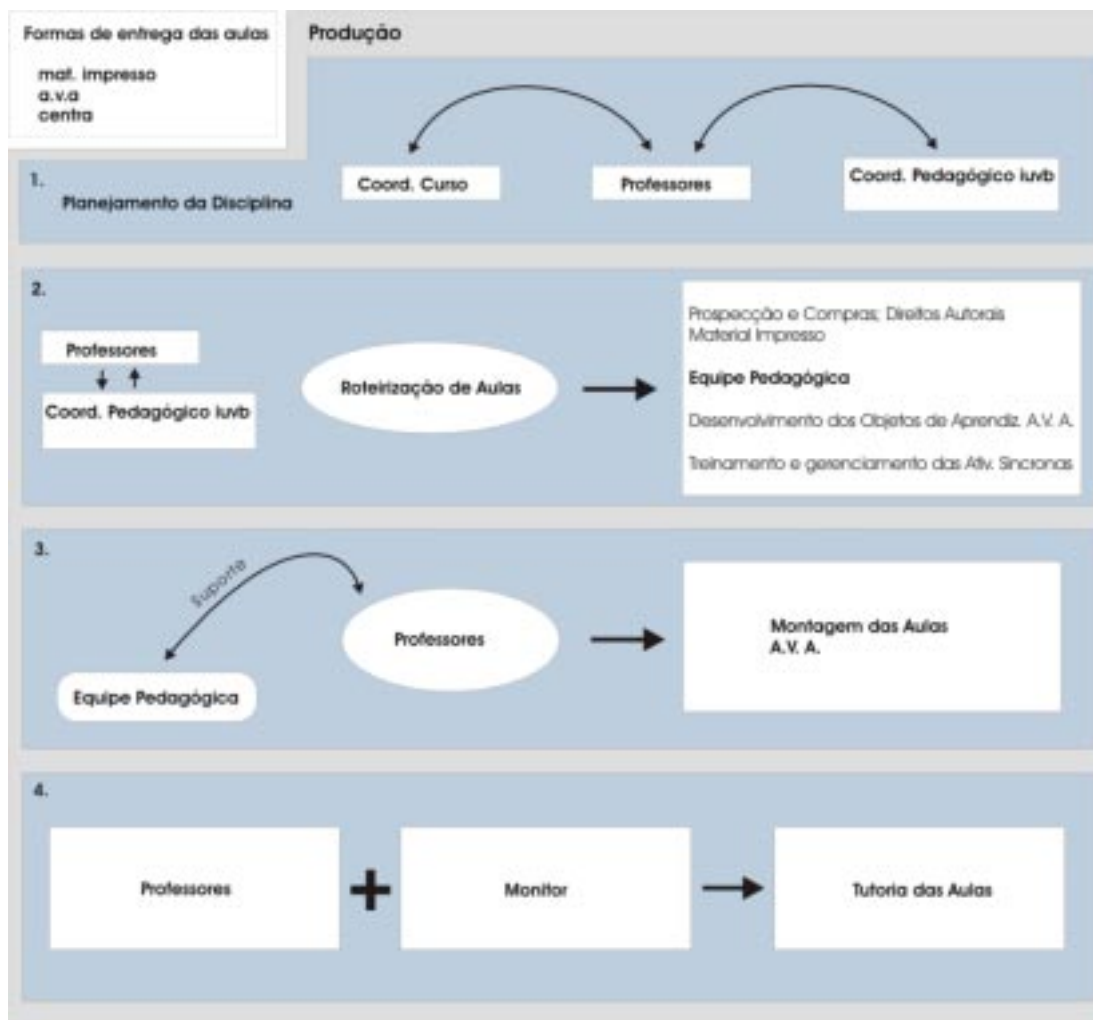 Formas de entrega das aulas
mat. impresso
a.v.a
centra
Produção
1.
Planejamento da Disciplina
Coord. Curso
Professores
Coord. Pedagógico iuvb
2.
Professores
Coord. Pedagógico iuvb
Roteirização de Aulas
Prospecção e Compras; Direitos Autorais
Material Impresso
Equipe Pedagógica
Desenvolvimento dos Objetos de Aprendiz. A.V. A.
Treinamento e gerenciamento das Ativ. Síncronas
3.
Suporte
Equipe Pedagógica
Professores
Montagem das Aulas
A.V. A.
4.
Professores
+
Monitor
Tutoria das Aulas